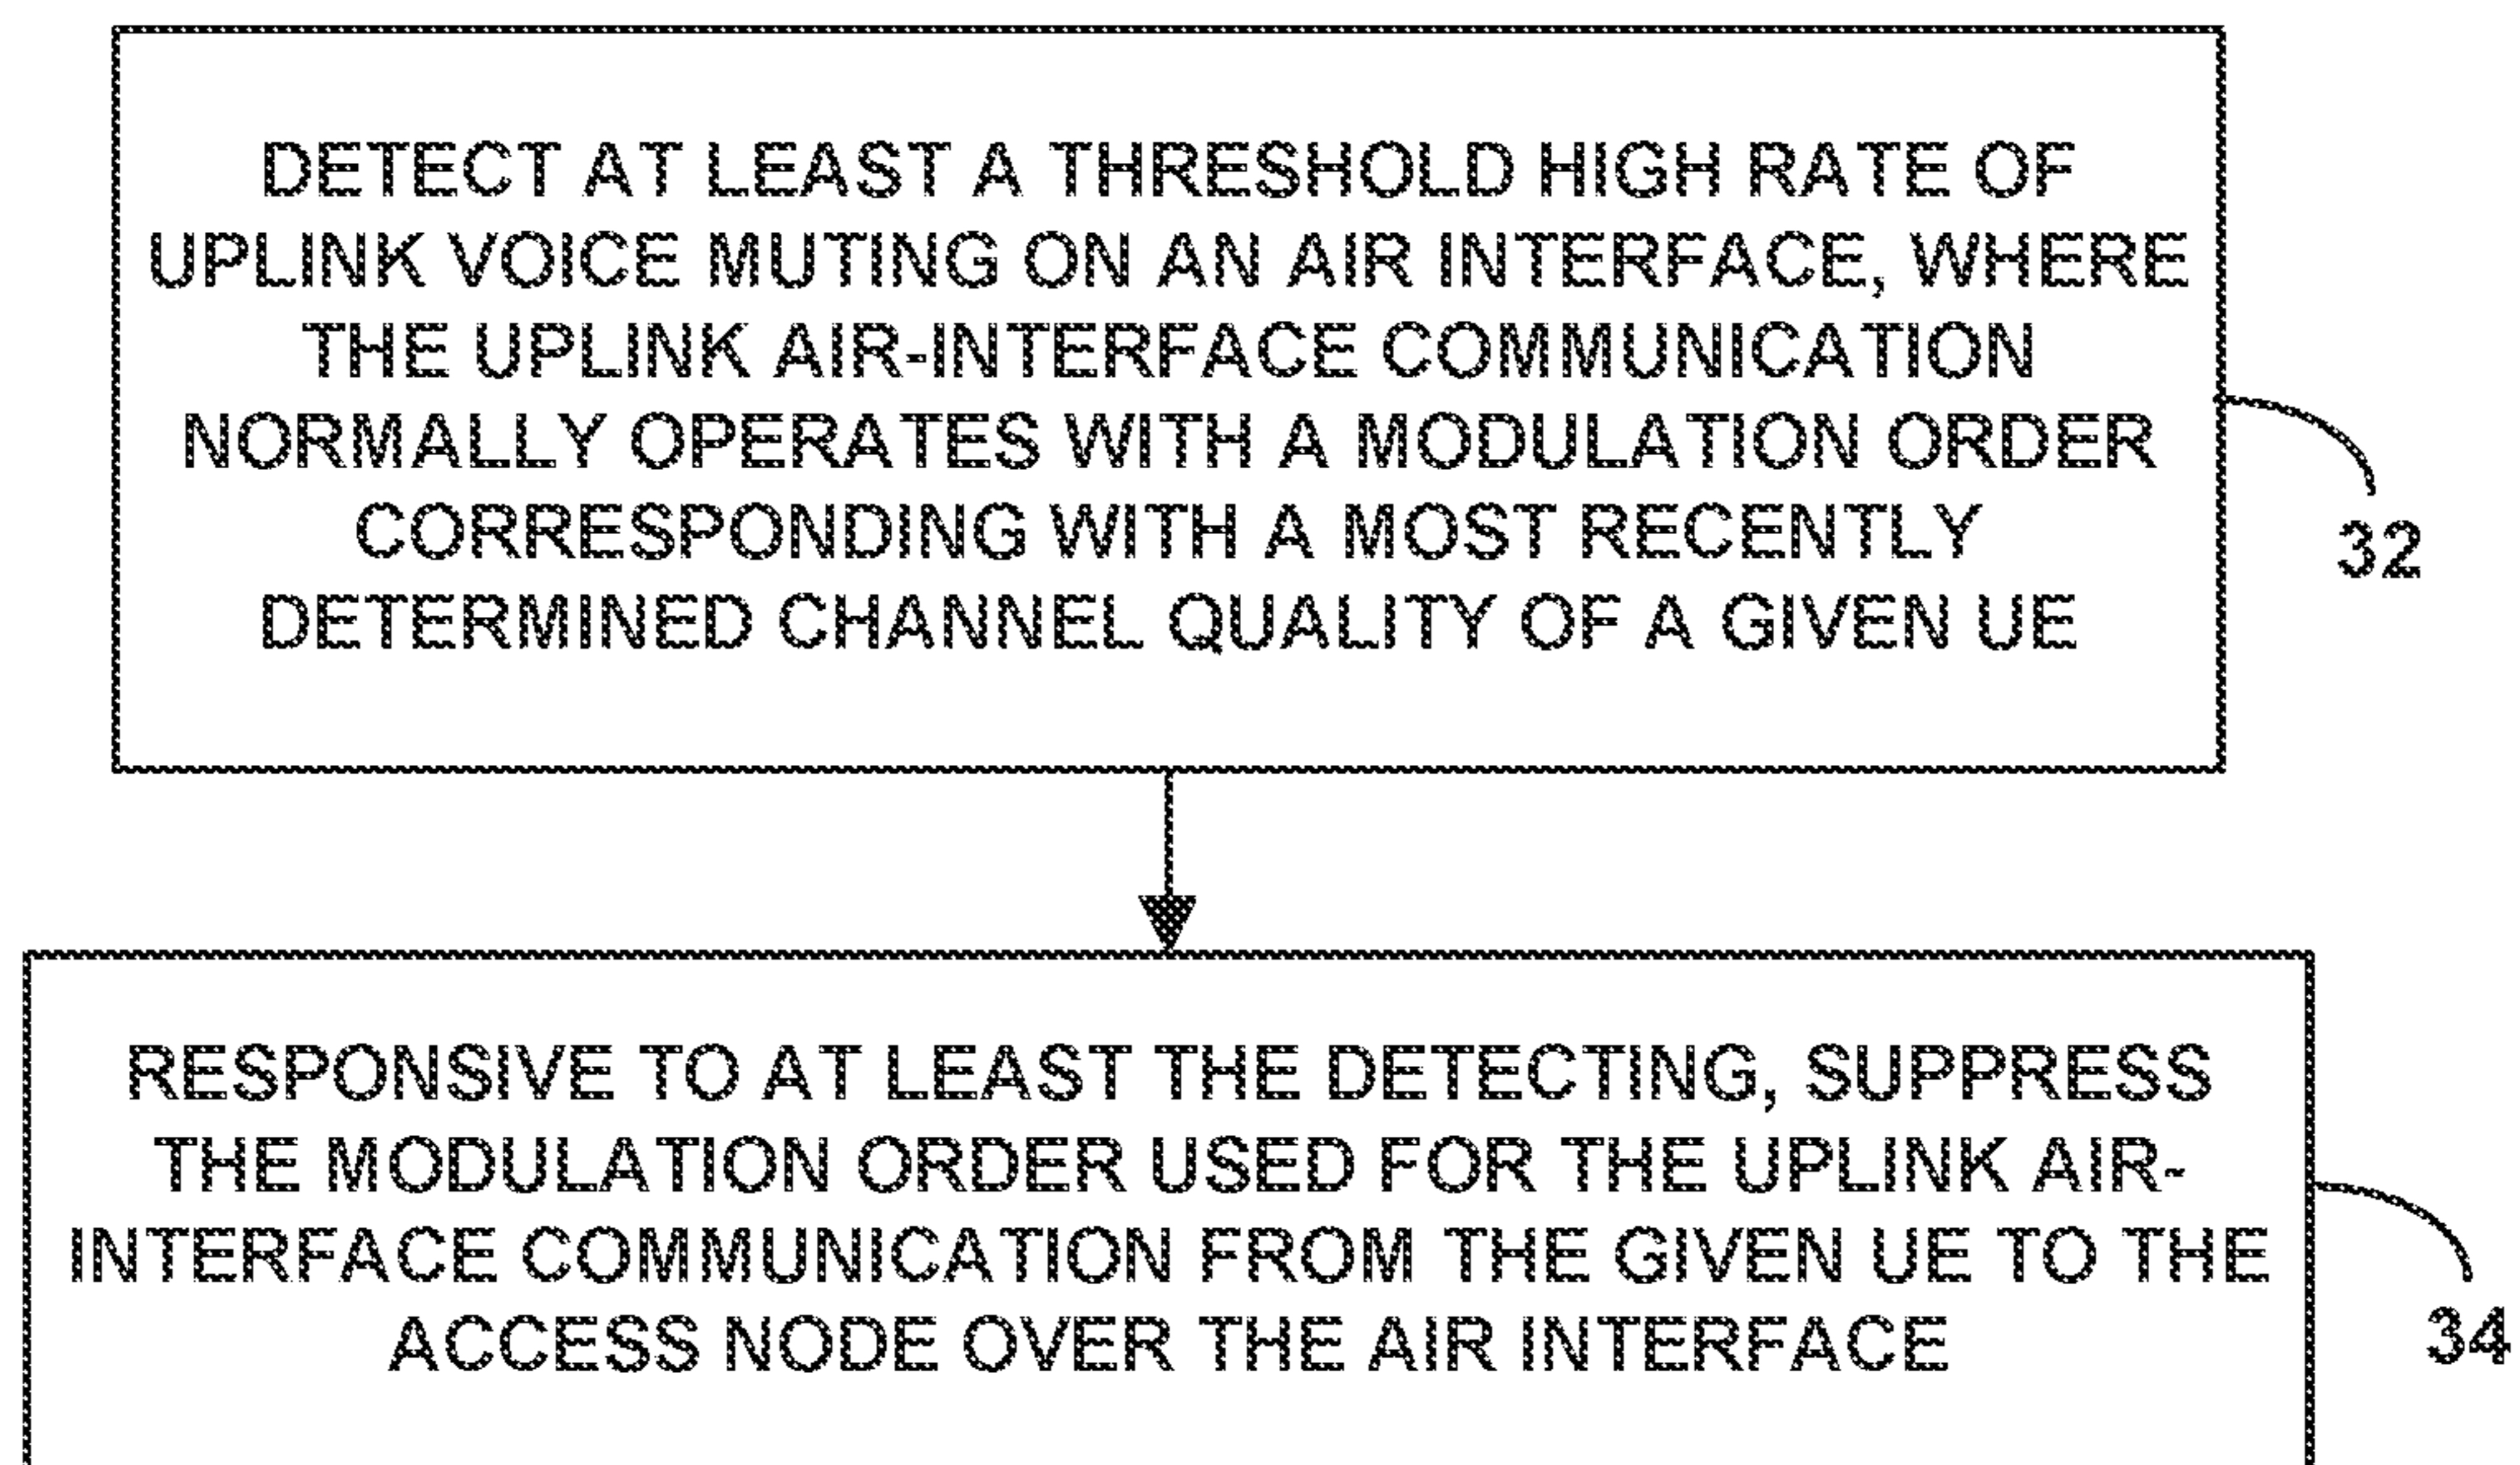 DETECT AT LEAST A THRESHOLD HIGH RATE OF
UPLINK VOICE MUTING ON AN AIR INTERFACE, WHERE
THE UPLINK AIR-INTERFACE COMMUNICATION
NORMALLY OPERATES WITH A MODULATION ORDER
CORRESPONDING WITH A MOST RECENTLY
DETERMINED CHANNEL QUALITY OF A GIVEN UE
32
RESPONSIVE TO AT LEAST THE DETECTING, SUPPRESS
THE MODULATION ORDER USED FOR THE UPLINK AIR-
INTERFACE COMMUNICATION FROM THE GIVEN UE TO THE
ACCESS NODE OVER THE AIR INTERFACE
34